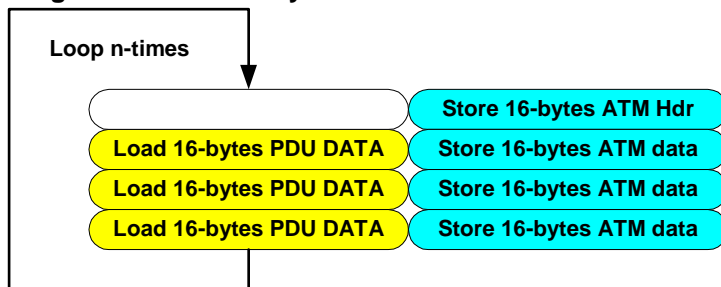 Loop n-times
Store 16-bytes ATM Hdr
Load 16-bytes PDU DATA Store 16-bytes ATM data
Load 16-bytes PDU DATA Store 16-bytes ATM data
Load 16-bytes PDU DATA Store 16-bytes ATM data